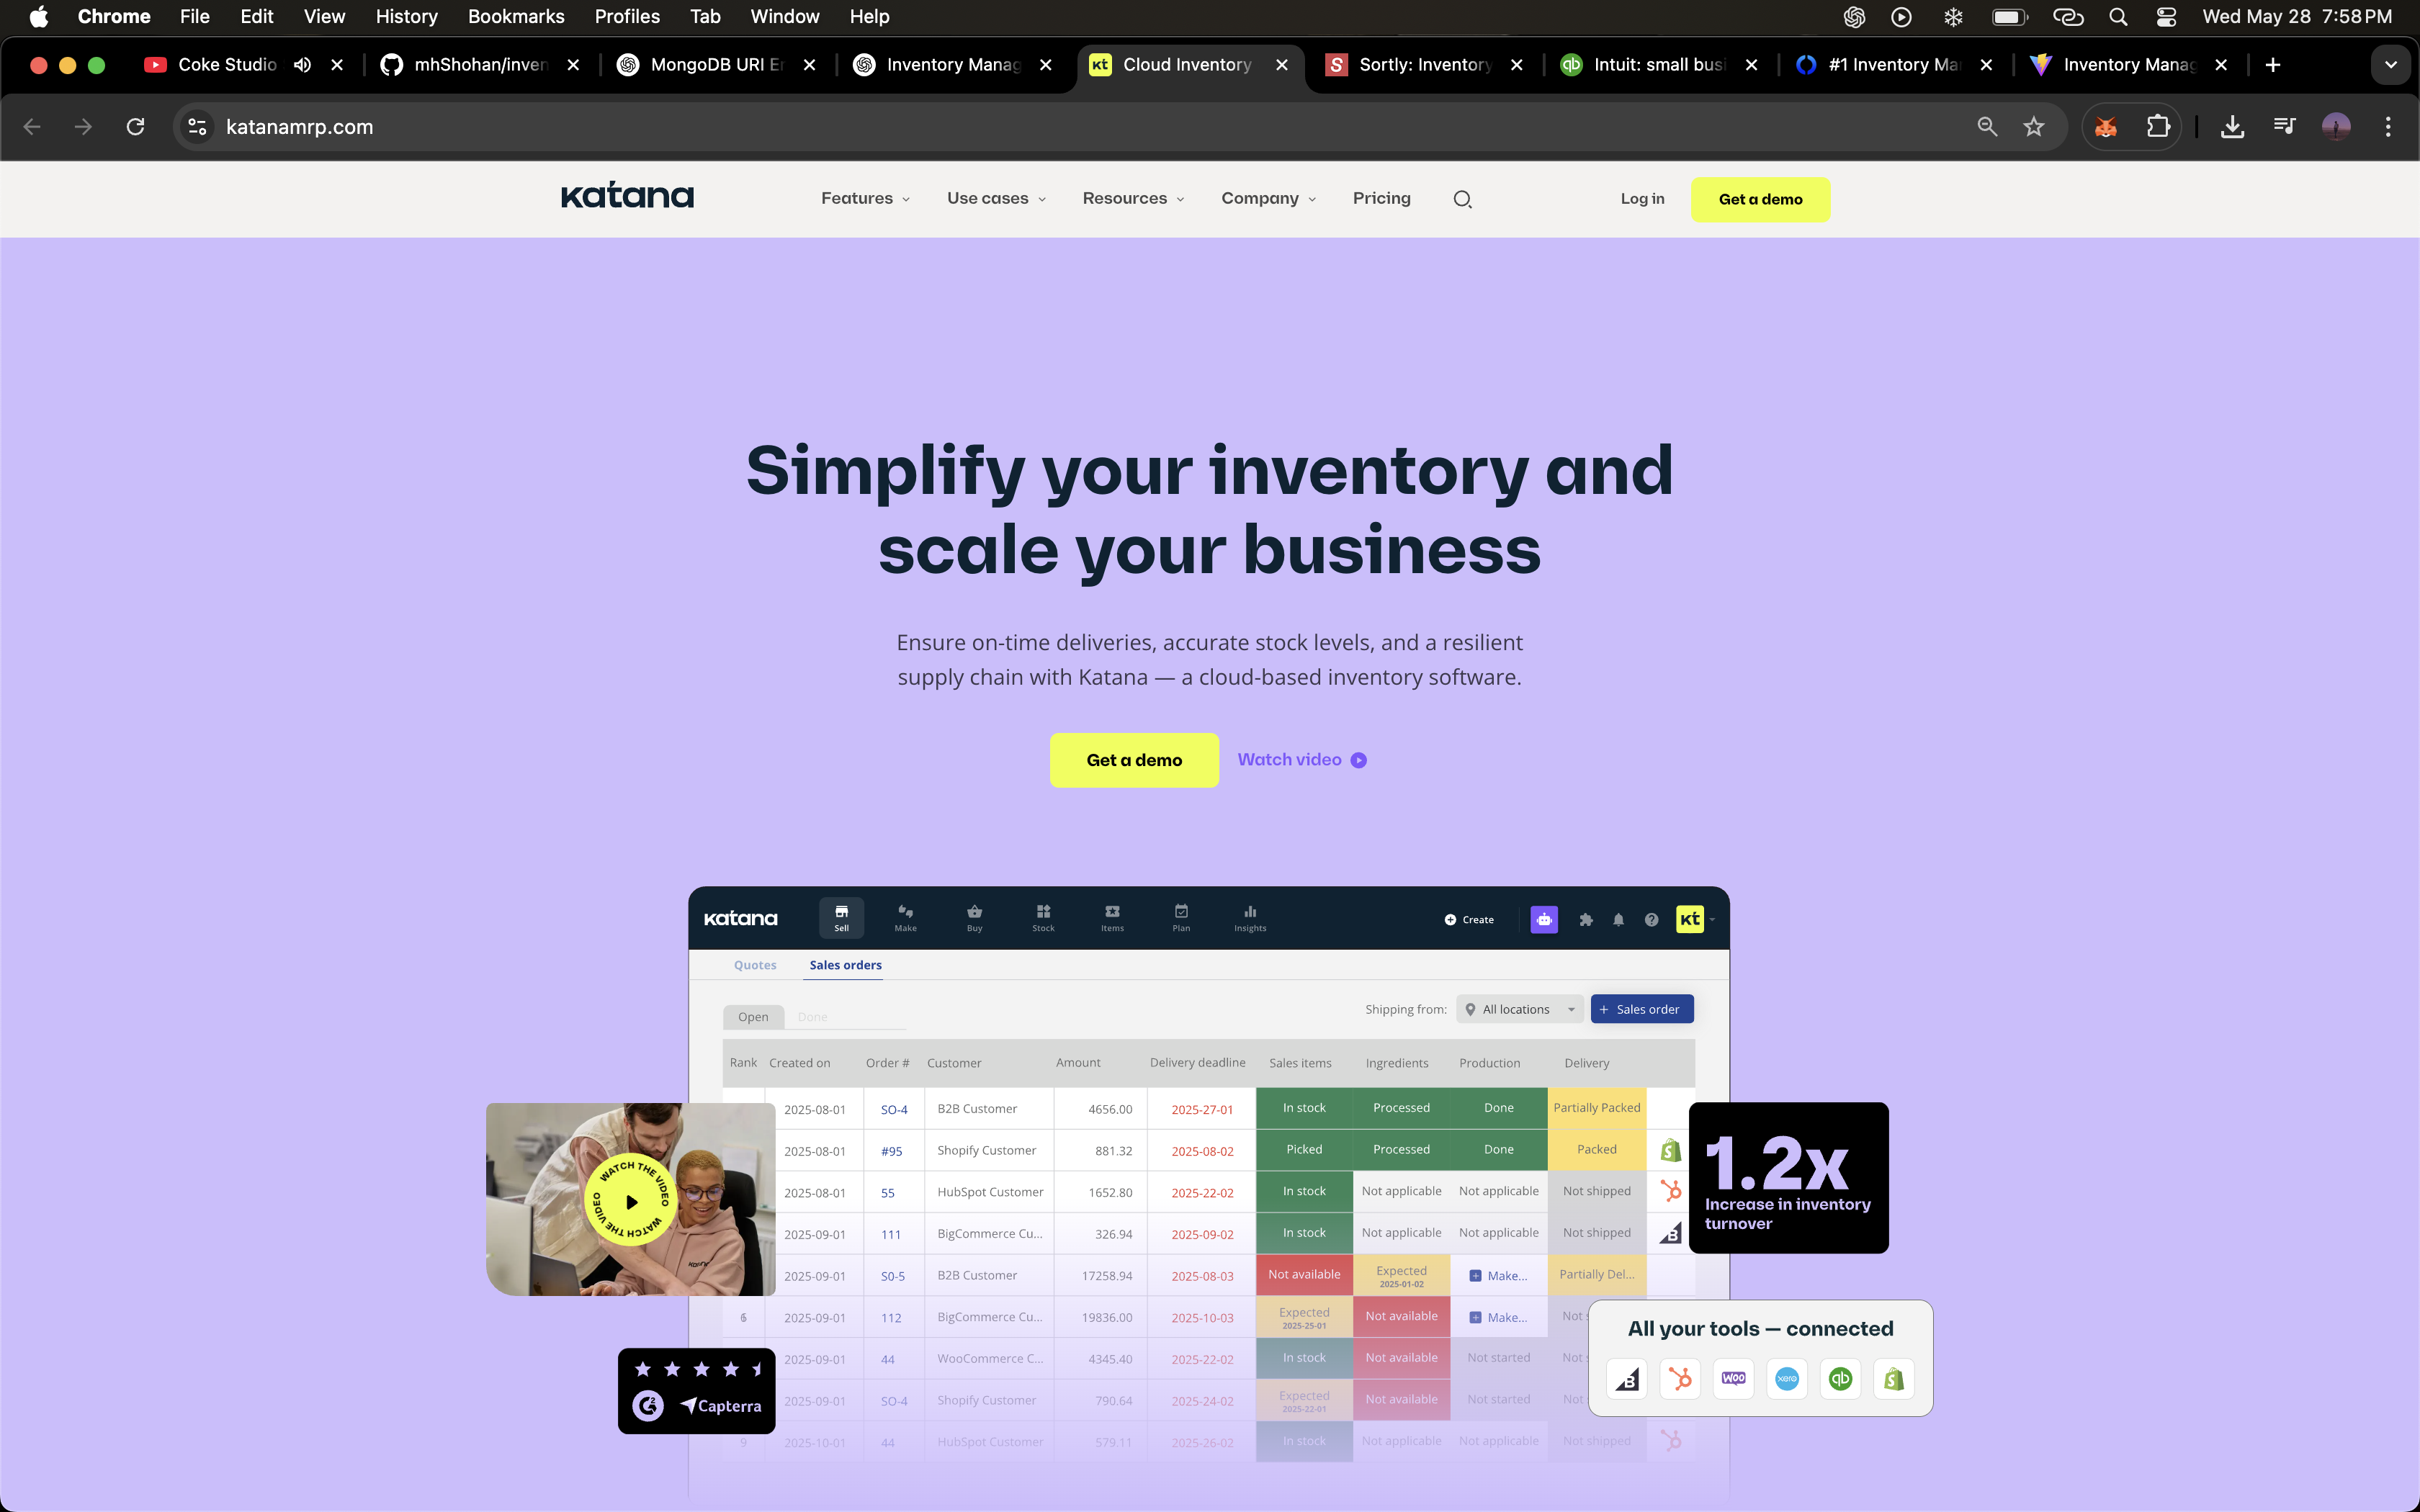 Chrome File Edit View History Bookmarks Profiles Tab Window Help Wed May 28 7:58 PM
Coke Studio mhShohan/inven MongoDB URI Er Inventory Manag Cloud Inventory Sortly: Inventory Intuit: small busi #1 Inventory Ma Inventory Manag
katanamrp.com
katana Features Use cases Resources Company Pricing Log in Get a demo
Simplify your inventory and
scale your business
Ensure on-time deliveries, accurate stock levels, and a resilient
supply chain with Katana — a cloud-based inventory software.
Get a demo Watch video
katana Sell Make Buy Stock Items Plan Insights Create kt
Quotes Sales orders
Open Done Shipping from: All locations + Sales order
Rank Created on Order # Customer Amount Delivery deadline Sales items Ingredients Production Delivery
2025-08-01 SO-4 B2B Customer 4656.00 2025-27-01 In stock Processed Done Partially Packed
2025-08-01 #95 Shopify Customer 881.32 2025-08-02 Picked Processed Done Packed
2025-08-01 55 HubSpot Customer 1652.80 2025-22-02 In stock Not applicable Not applicable Not shipped
2025-09-01 111 BigCommerce Cu... 326.94 2025-09-02 In stock Not applicable Not applicable Not shipped
2025-09-01 S0-5 B2B Customer 17258.94 2025-08-03 Not available Expected 2025-01-02 Make... Partially Del...
2025-09-01 112 BigCommerce Cu... 19836.00 2025-10-03 Expected 2025-25-01 Not available Make... Not
2025-09-01 44 WooCommerce C... 4345.40 2025-22-02 In stock Not available Not started Not
2025-09-01 SO-4 Shopify Customer 790.64 2025-24-02 Expected 2025-22-01 Not available Not started Not
9 2025-10-01 44 HubSpot Customer 579.11 2025-26-02 In stock Not applicable Not applicable Not shipped
WATCH THE VIDEO WATCH THE VIDEO
1.2x
Increase in inventory
turnover
All your tools — connected
WOO xero qb
G2 Capterra